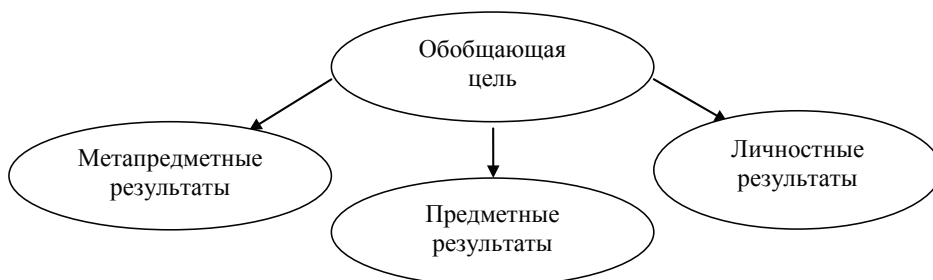 Обобщающая
цель
Метапредметные
результаты
Предметные
результаты
Личностные
результаты